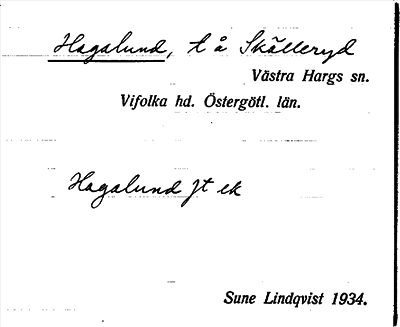 Hagalund, t å Skälleryd
Västra Hargs sn.
Vifolka hd. Östergötl. län.
Hagalund jt ek
Sune Lindqvist 1934.